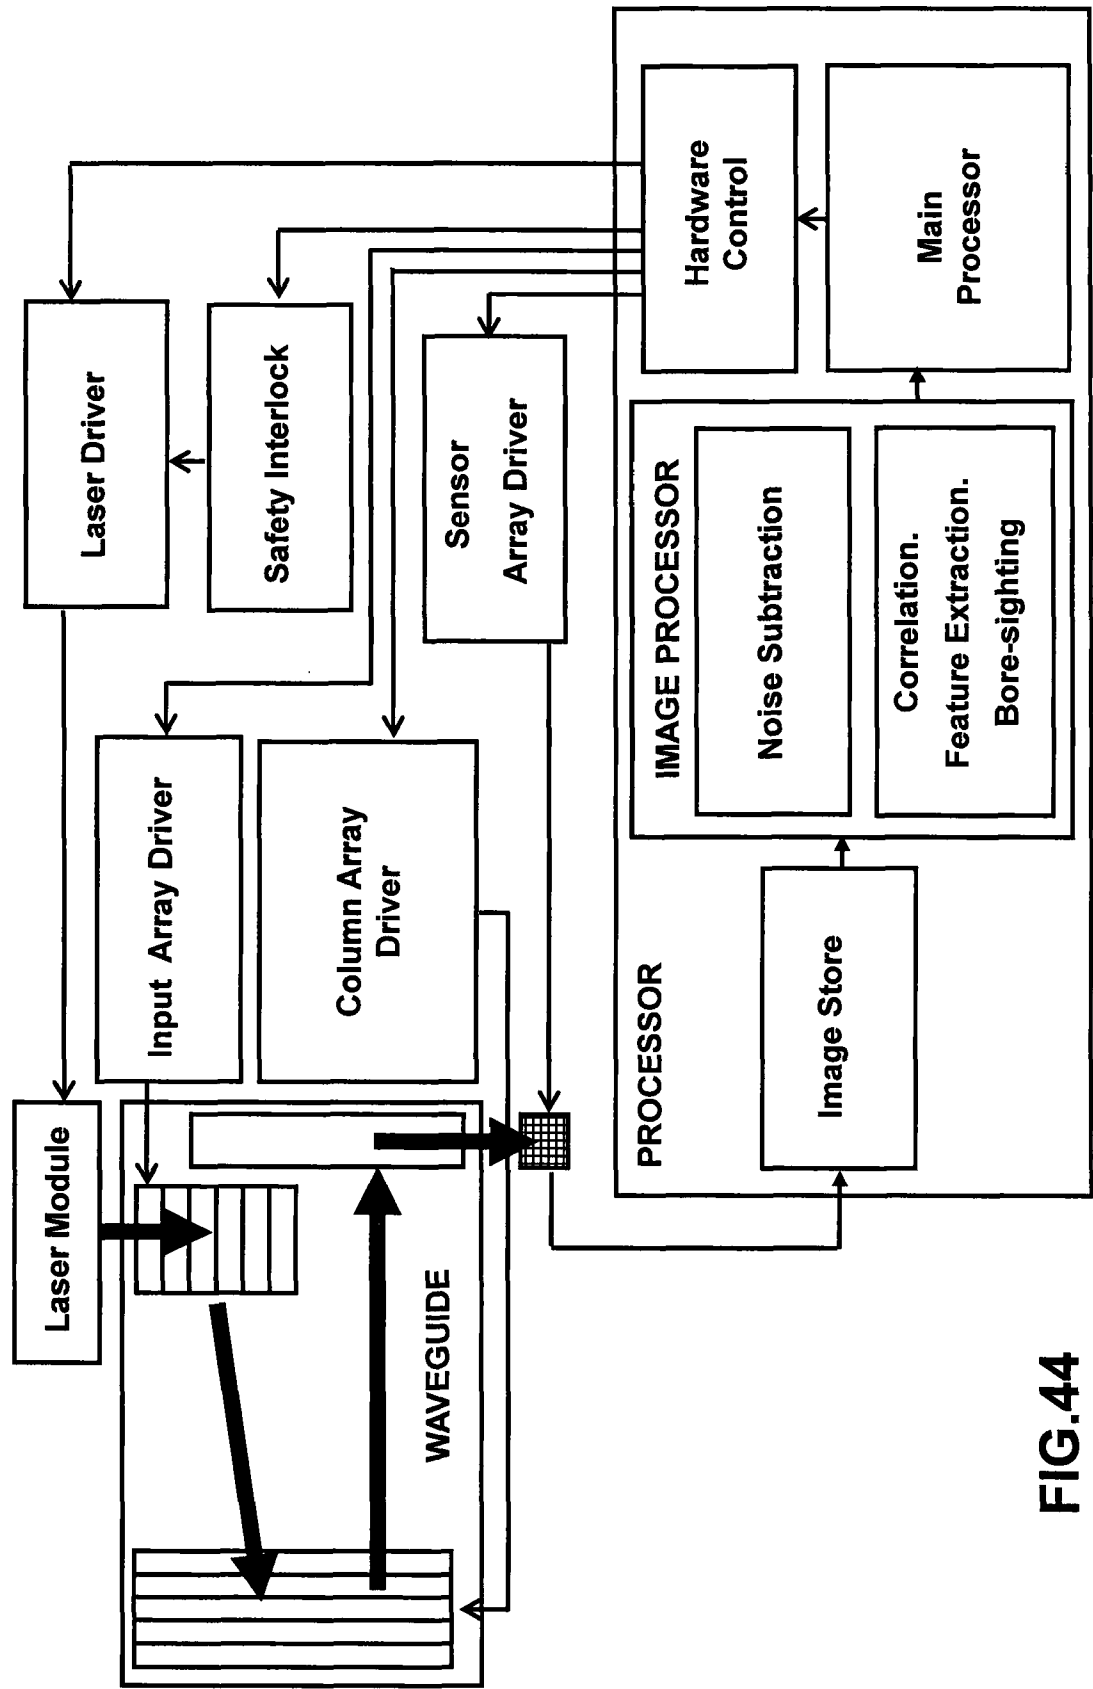 Laser Module
WAVEGUIDE
Input Array Driver
Column Array
Driver
Laser Driver
Safety Interlock
Sensor
Array Driver
PROCESSOR
Image Store
IMAGE PROCESSOR
Noise Subtraction
Correlation.
Feature Extraction.
Bore-sighting
Hardware
Control
Main
Processor
FIG.44